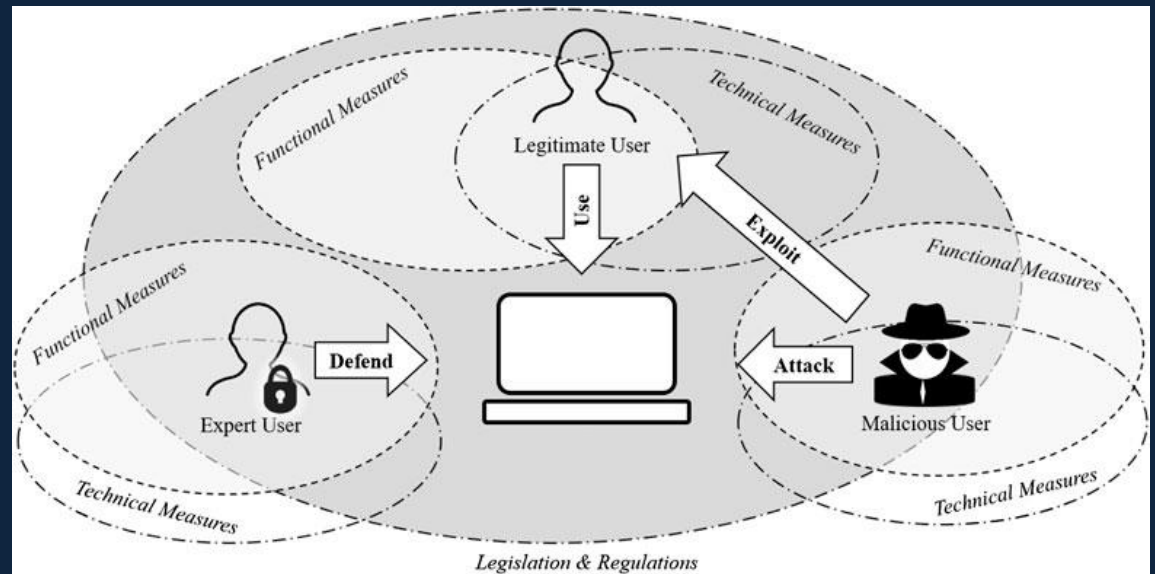 Functional Measures
Technical Measures
Legitimate User
Use
Exploit
Functional Measures
Functional Measures
Defend
Attack
Expert User
Malicious User
Technical Measures
Technical Measures
Legislation & Regulations